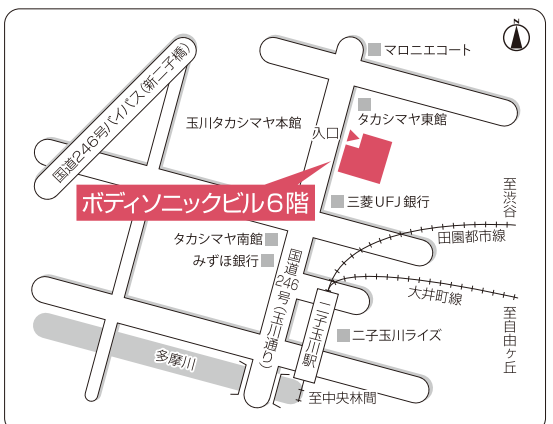 N
マロニエコート
国道246号バイパス(新二子橋)
タカシマヤ東館
玉川タカシマヤ本館
入口
ボディソニックビル6階
三菱UFJ銀行
至渋谷
田園都市線
タカシマヤ南館
みずほ銀行
国道246号(玉川通り)
大井町線
二子玉川駅
二子玉川ライズ
至自由ヶ丘
多摩川
至中央林間